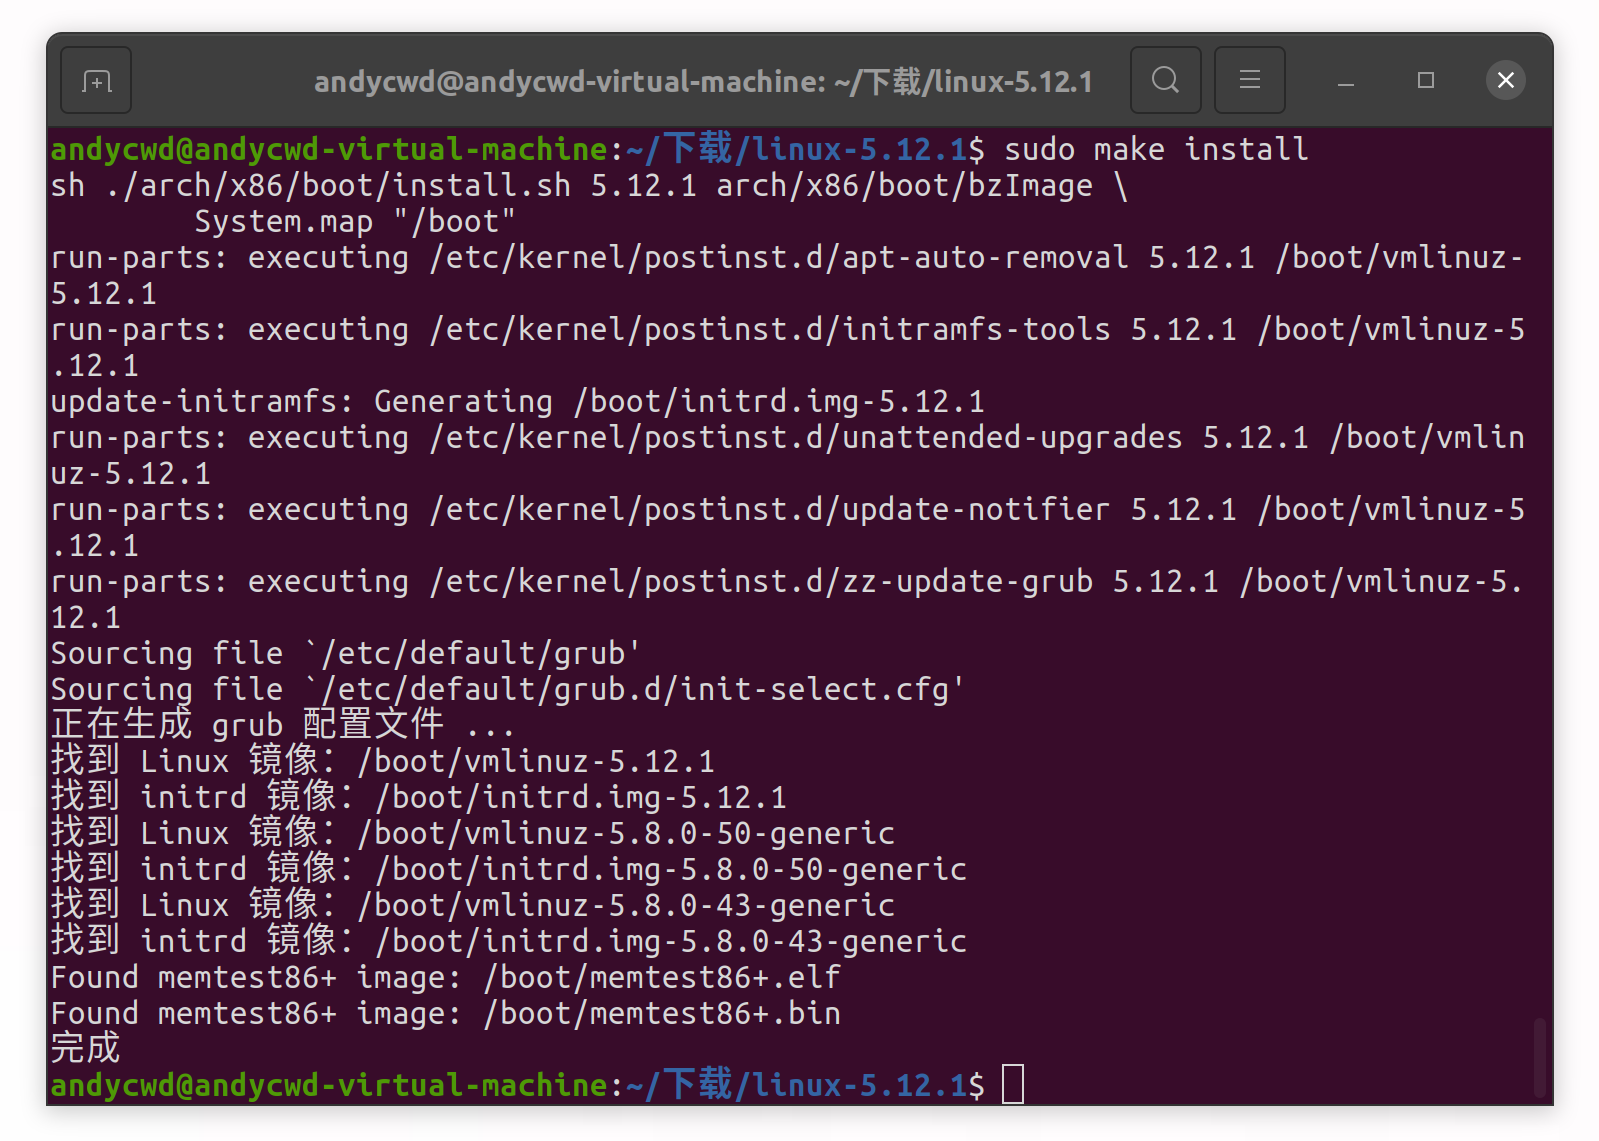 andycwd@andycwd-virtual-machine: ~/下载/linux-5.12.1
andycwd@andycwd-virtual-machine:~/下载/linux-5.12.1$ sudo make install
sh ./arch/x86/boot/install.sh 5.12.1 arch/x86/boot/bzImage \
        System.map "/boot"
run-parts: executing /etc/kernel/postinst.d/apt-auto-removal 5.12.1 /boot/vmlinuz-
5.12.1
run-parts: executing /etc/kernel/postinst.d/initramfs-tools 5.12.1 /boot/vmlinuz-5
.12.1
update-initramfs: Generating /boot/initrd.img-5.12.1
run-parts: executing /etc/kernel/postinst.d/unattended-upgrades 5.12.1 /boot/vmlin
uz-5.12.1
run-parts: executing /etc/kernel/postinst.d/update-notifier 5.12.1 /boot/vmlinuz-5
.12.1
run-parts: executing /etc/kernel/postinst.d/zz-update-grub 5.12.1 /boot/vmlinuz-5.
12.1
Sourcing file `/etc/default/grub'
Sourcing file `/etc/default/grub.d/init-select.cfg'
正在生成 grub 配置文件 ...
找到 Linux 镜像：/boot/vmlinuz-5.12.1
找到 initrd 镜像：/boot/initrd.img-5.12.1
找到 Linux 镜像：/boot/vmlinuz-5.8.0-50-generic
找到 initrd 镜像：/boot/initrd.img-5.8.0-50-generic
找到 Linux 镜像：/boot/vmlinuz-5.8.0-43-generic
找到 initrd 镜像：/boot/initrd.img-5.8.0-43-generic
Found memtest86+ image: /boot/memtest86+.elf
Found memtest86+ image: /boot/memtest86+.bin
完成
andycwd@andycwd-virtual-machine:~/下载/linux-5.12.1$